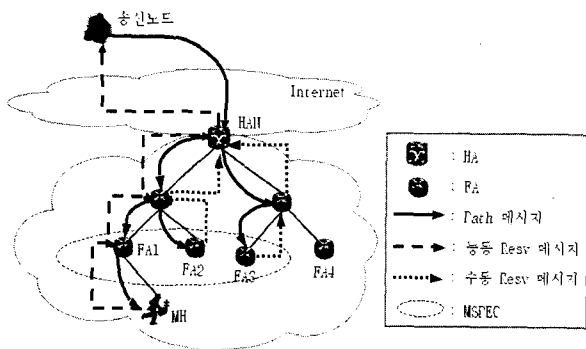 송신노드
Internet
HAH
FA1
FA2
FA3
FA4
MH
: HA
: FA
: Path 메시지
: 능동 Resv 메시지
: 수동 Resv 메시지
: MSPEC